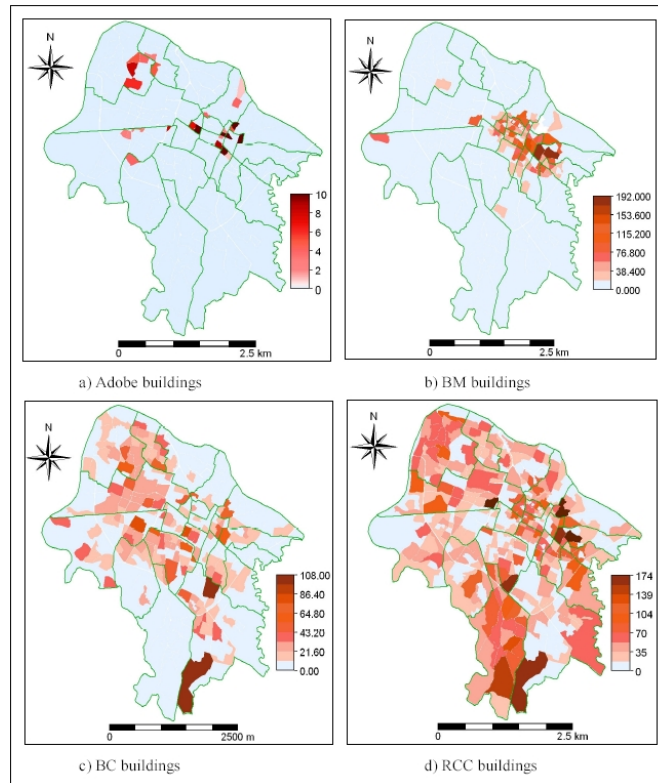 N
10
8
6
4
2
0
0
2.5 km
a) Adobe buildings
N
192.000
153.600
115.200
76.800
38.400
0.000
0
2.5 km
b) BM buildings
N
108.00
86.40
64.80
43.20
21.60
0.00
0
2500 m
c) BC buildings
N
174
139
104
70
35
0
0
2.5 km
d) RCC buildings